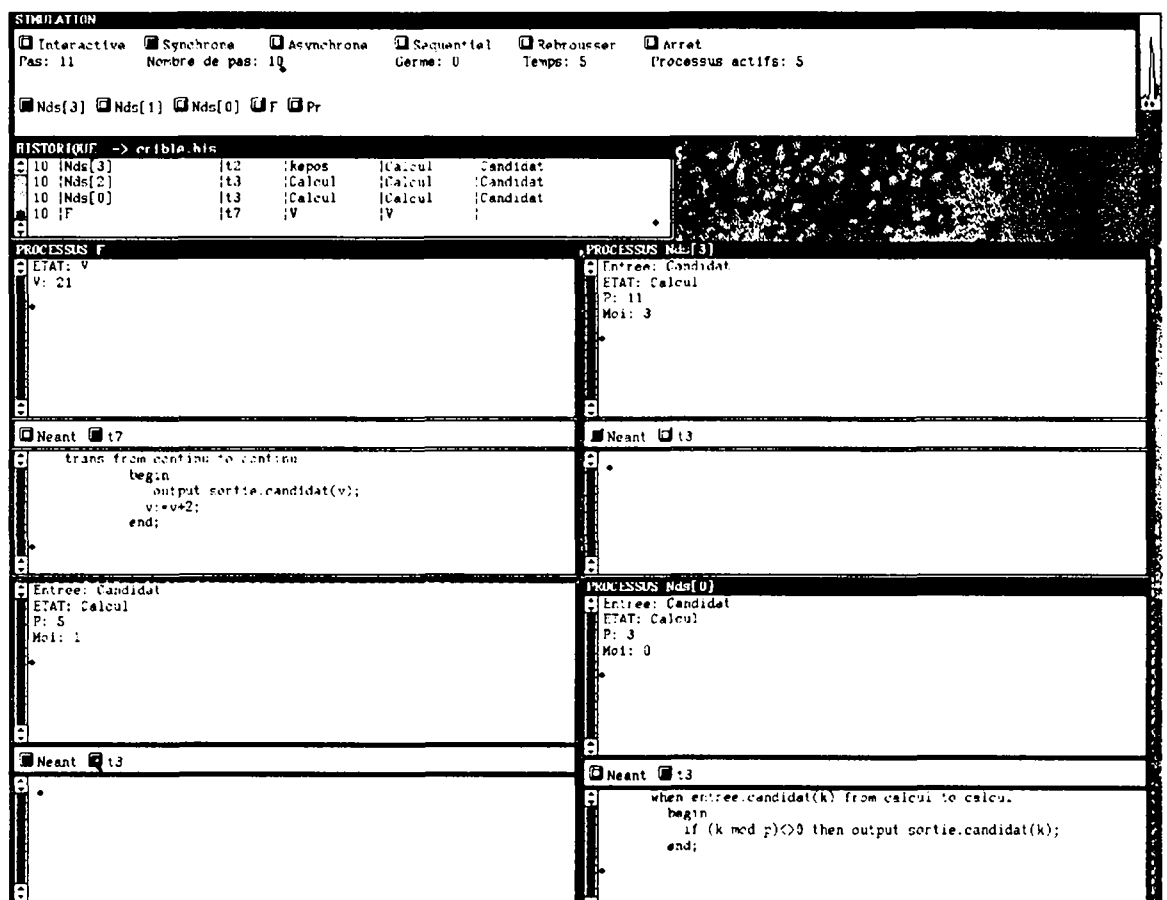 SIMULATION
Interactive Synchrone Asynchrone Sequentiel Rebrousser Arret
Pas: 11 Nombre de pas: 10 Germe: 0 Temps: 5 Processus actifs: 5
Nds[3] Nds[1] Nds[0] F Pr
HISTORIQUE -> crible.his
10 |Nds[3] |t2 |Repos |Calcul |Candidat
10 |Nds[2] |t3 |Calcul |Calcul |Candidat
10 |Nds[0] |t3 |Calcul |Calcul |Candidat
10 |F |t7 |V |V |
PROCESSUS F
ETAT: V
V: 21
Neant t7
trans from continu to continu
begin
output sortie.candidat(v);
v:=v+2;
end;
PROCESSUS Nds[3]
Entree: Candidat
ETAT: Calcul
P: 11
Moi: 3
Neant t3
Entree: Candidat
ETAT: Calcul
P: 5
Moi: 1
Neant t3
PROCESSUS Nds[0]
Entree: Candidat
ETAT: Calcul
P: 3
Moi: 0
Neant t3
when entree.candidat(k) from calcul to calcul
begin
if (k mod p)<>0 then output sortie.candidat(k);
end;